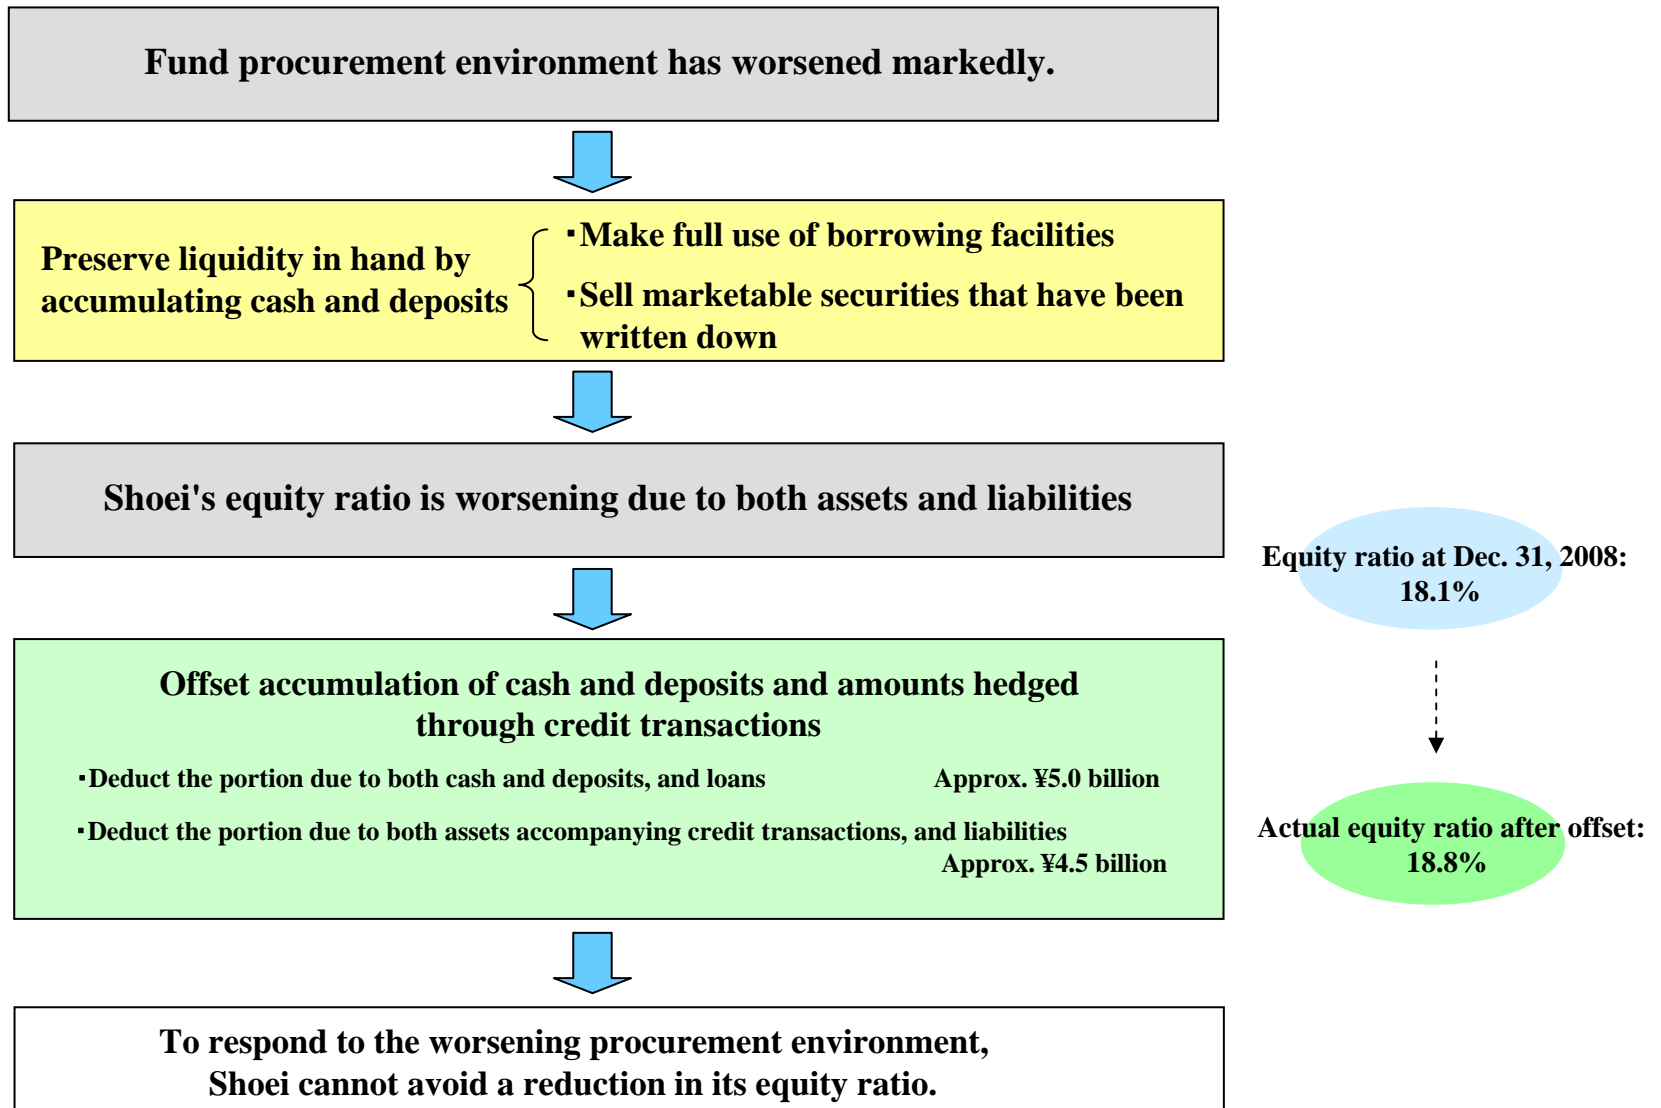 Fund procurement environment has worsened markedly.
Preserve liquidity in hand by
accumulating cash and deposits
▪Make full use of borrowing facilities
▪Sell marketable securities that have been
written down
Shoei's equity ratio is worsening due to both assets and liabilities
Equity ratio at Dec. 31, 2008:
18.1%
Offset accumulation of cash and deposits and amounts hedged
through credit transactions
▪Deduct the portion due to both cash and deposits, and loans Approx. ¥5.0 billion
▪Deduct the portion due to both assets accompanying credit transactions, and liabilities
Approx. ¥4.5 billion
Actual equity ratio after offset:
18.8%
To respond to the worsening procurement environment,
Shoei cannot avoid a reduction in its equity ratio.